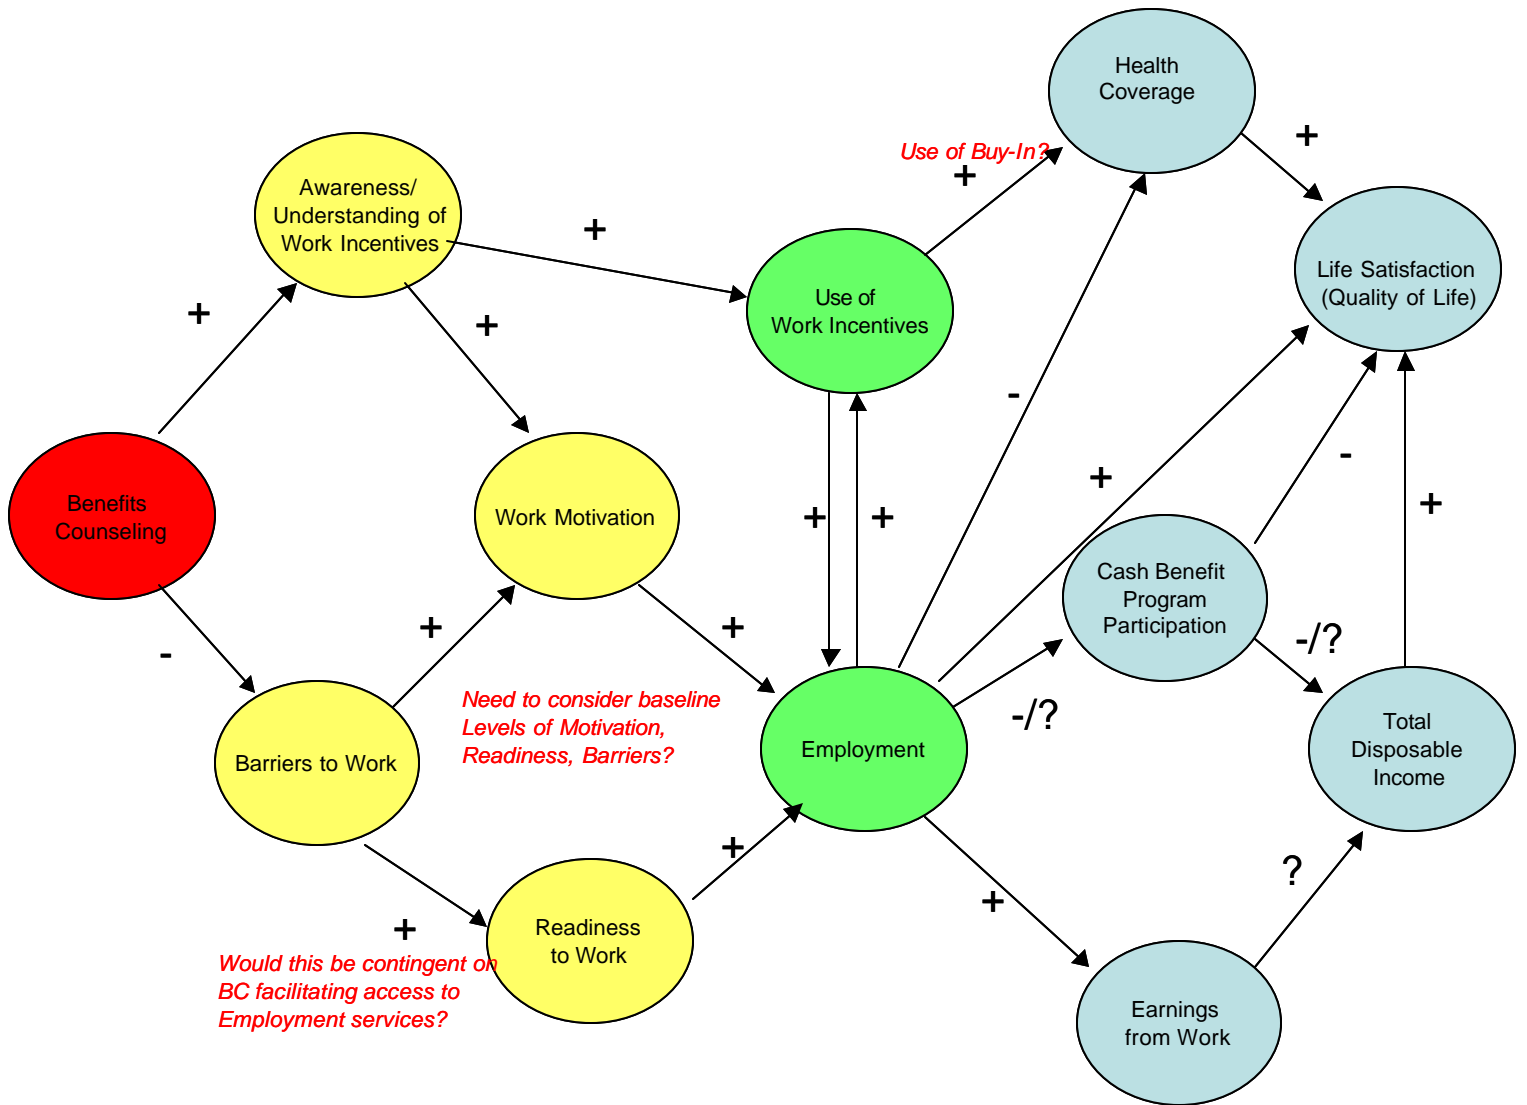 Health
Coverage
+
Use of Buy-In?
+
Awareness/
Understanding of
Work Incentives
+
Life Satisfaction
(Quality of Life)
Use of
Work Incentives
+
+
-
-
+
Benefits
Counseling
Work Motivation
+
+
+
Cash Benefit
Program
Participation
+
+
-/?
-
Need to consider baseline
Levels of Motivation,
Readiness, Barriers?
-/?
Barriers to Work
Employment
Total
Disposable
Income
+
?
+
+
Readiness
to Work
Would this be contingent on
BC facilitating access to
Employment services?
Earnings
from Work